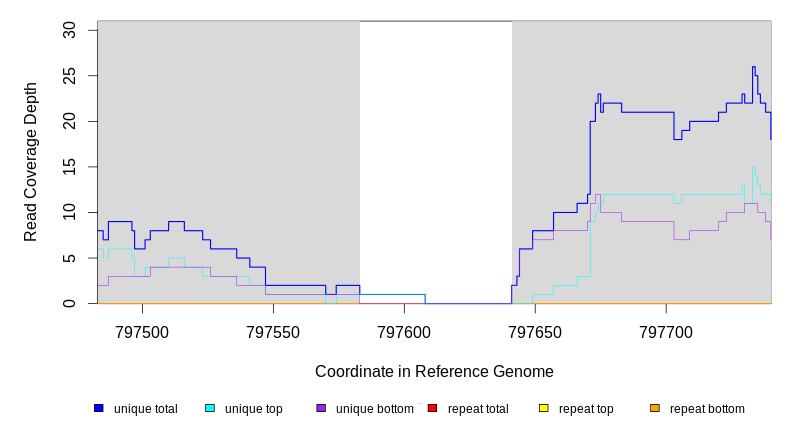 Read Coverage Depth
30
25
20
15
10
5
0
797500 797550 797600 797650 797700
Coordinate in Reference Genome
unique total unique top unique bottom repeat total repeat top repeat bottom